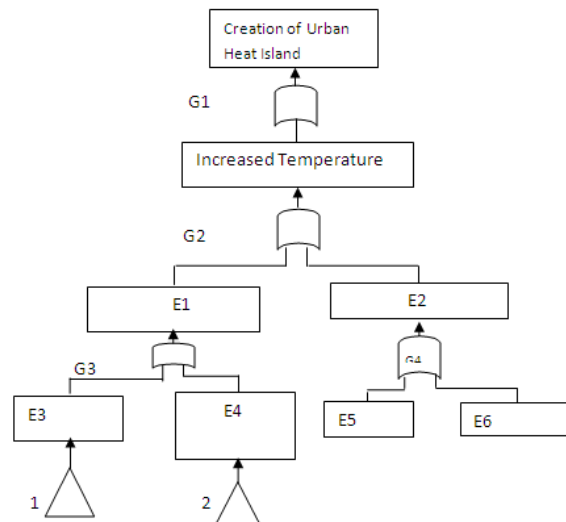 Creation of Urban
Heat Island
G1
Increased Temperature
G2
E1
E2
G3
G4
E3
E4
E5
E6
1
2